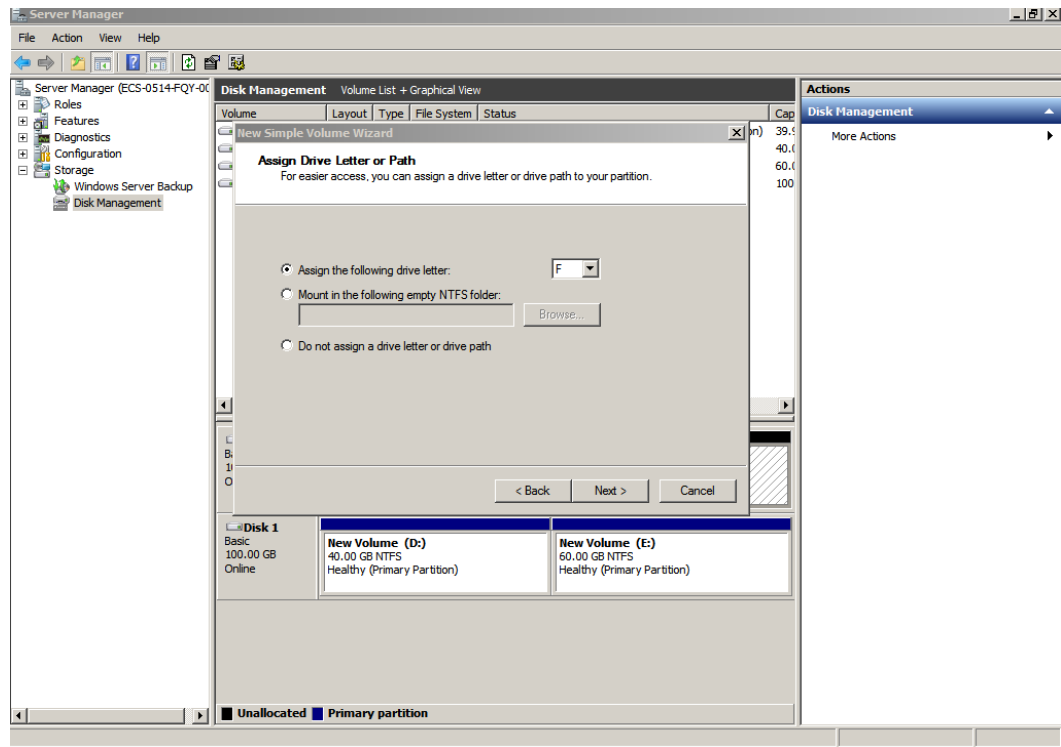 Server Manager
File Action View Help
Server Manager (ECS-0514-FQY-00
Roles
Features
Diagnostics
Configuration
Storage
Windows Server Backup
Disk Management
Disk Management Volume List + Graphical View
Volume Layout Type File System Status Cap
39.9
40.0
60.0
100
New Simple Volume Wizard
Assign Drive Letter or Path
For easier access, you can assign a drive letter or drive path to your partition.
Assign the following drive letter: F
Mount in the following empty NTFS folder:
Browse...
Do not assign a drive letter or drive path
< Back Next > Cancel
Disk 1
Basic
100.00 GB
Online
New Volume (D:)
40.00 GB NTFS
Healthy (Primary Partition)
New Volume (E:)
60.00 GB NTFS
Healthy (Primary Partition)
Unallocated Primary partition
Actions
Disk Management
More Actions